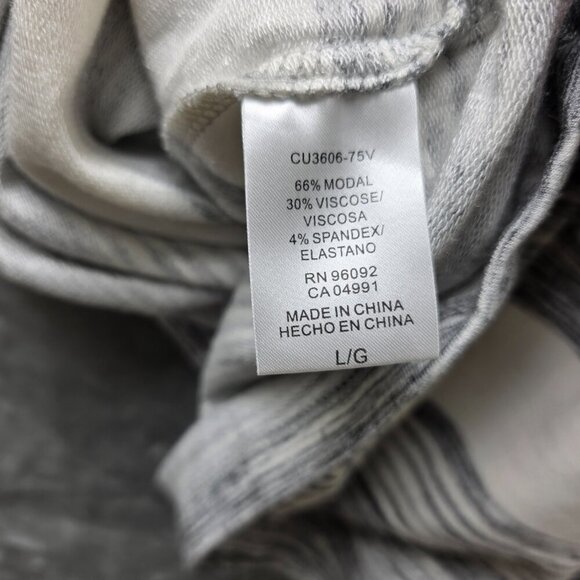 CU3606-75V
66% MODAL
30% VISCOSE/
VISCOSA
4% SPANDEX/
ELASTANO
RN 96092
CA 04991
MADE IN CHINA
HECHO EN CHINA
L/G